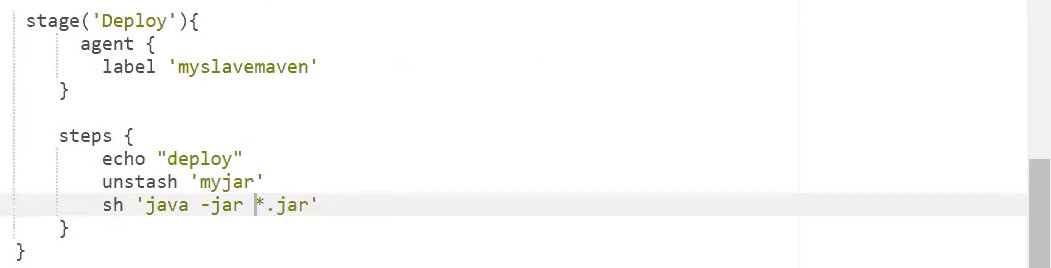 stage('Deploy'){
agent {
label 'myslavemaven'
}
steps {
echo "deploy"
unstash 'myjar'
sh 'java -jar *.jar'
}
}